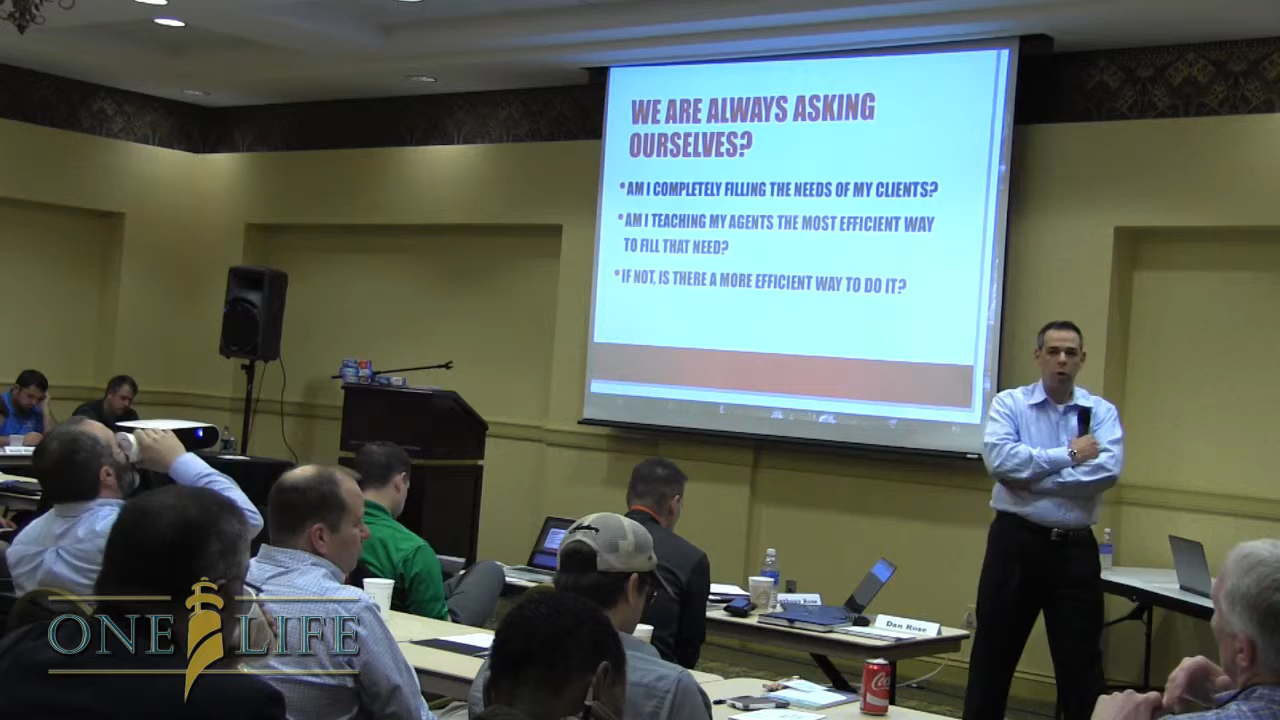 WE ARE ALWAYS ASKING
OURSELVES?
•AM I COMPLETELY FILLING THE NEEDS OF MY CLIENTS?
•AM I TEACHING MY AGENTS THE MOST EFFICIENT WAY
TO FILL THAT NEED?
•IF NOT, IS THERE A MORE EFFICIENT WAY TO DO IT?
Dan Rose
Coca
ONE LIFE